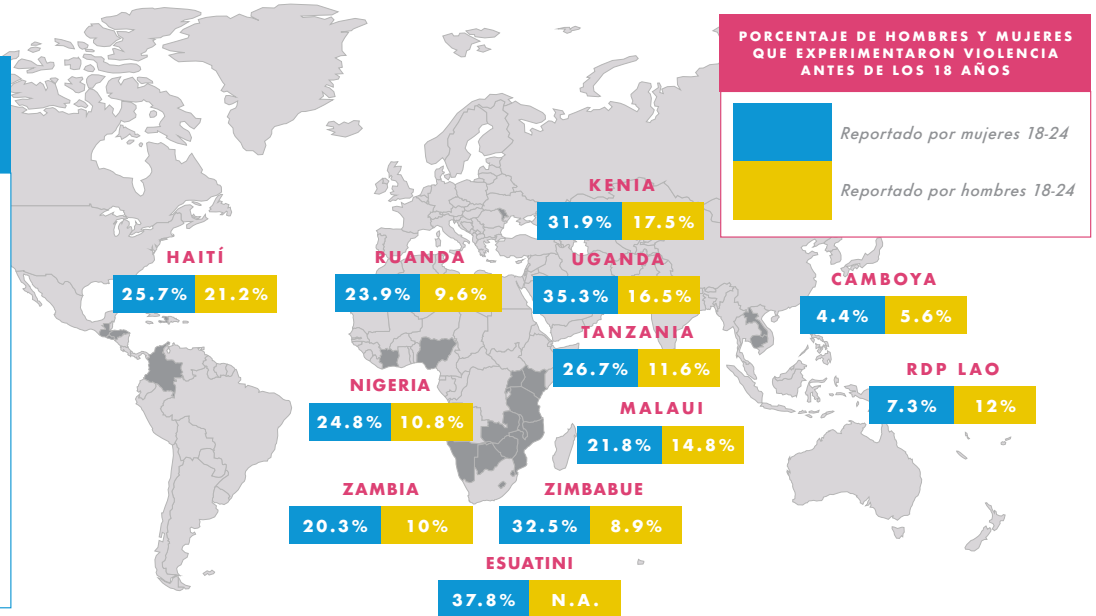 PORCENTAJE DE HOMBRES Y MUJERES
QUE EXPERIMENTARON VIOLENCIA
ANTES DE LOS 18 AÑOS
Reportado por mujeres 18-24
Reportado por hombres 18-24
KENIA
31.9% 17.5%
HAITÍ
25.7% 21.2%
RUANDA
23.9% 9.6%
UGANDA
35.3% 16.5%
CAMBOYA
4.4% 5.6%
TANZANIA
26.7% 11.6%
RDP LAO
7.3% 12%
NIGERIA
24.8% 10.8%
MALAUI
21.8% 14.8%
ZAMBIA
20.3% 10%
ZIMBABUE
32.5% 8.9%
ESUATINI
37.8% N.A.